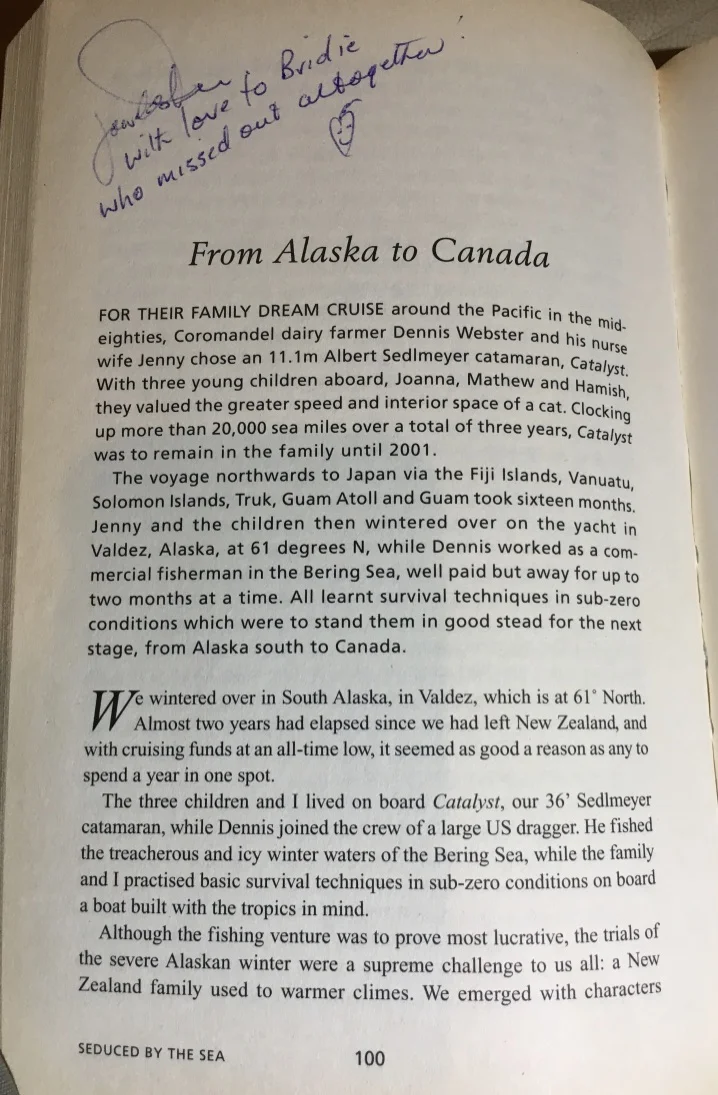 with love to Bridie
who missed out altogether!
From Alaska to Canada
FOR THEIR FAMILY DREAM CRUISE around the Pacific in the mid-
eighties, Coromandel dairy farmer Dennis Webster and his nurse
wife Jenny chose an 11.1m Albert Sedlmeyer catamaran, Catalyst.
With three young children aboard, Joanna, Mathew and Hamish,
they valued the greater speed and interior space of a cat. Clocking
up more than 20,000 sea miles over a total of three years, Catalyst
was to remain in the family until 2001.
The voyage northwards to Japan via the Fiji Islands, Vanuatu,
Solomon Islands, Truk, Guam Atoll and Guam took sixteen months.
Jenny and the children then wintered over on the yacht in
Valdez, Alaska, at 61 degrees N, while Dennis worked as a com-
mercial fisherman in the Bering Sea, well paid but away for up to
two months at a time. All learnt survival techniques in sub-zero
conditions which were to stand them in good stead for the next
stage, from Alaska south to Canada.
We wintered over in South Alaska, in Valdez, which is at 61° North.
Almost two years had elapsed since we had left New Zealand, and
with cruising funds at an all-time low, it seemed as good a reason as any to
spend a year in one spot.
The three children and I lived on board Catalyst, our 36’ Sedlmeyer
catamaran, while Dennis joined the crew of a large US dragger. He fished
the treacherous and icy winter waters of the Bering Sea, while the family
and I practised basic survival techniques in sub-zero conditions on board
a boat built with the tropics in mind.
Although the fishing venture was to prove most lucrative, the trials of
the severe Alaskan winter were a supreme challenge to us all: a New
Zealand family used to warmer climes. We emerged with characters
SEDUCED BY THE SEA
100